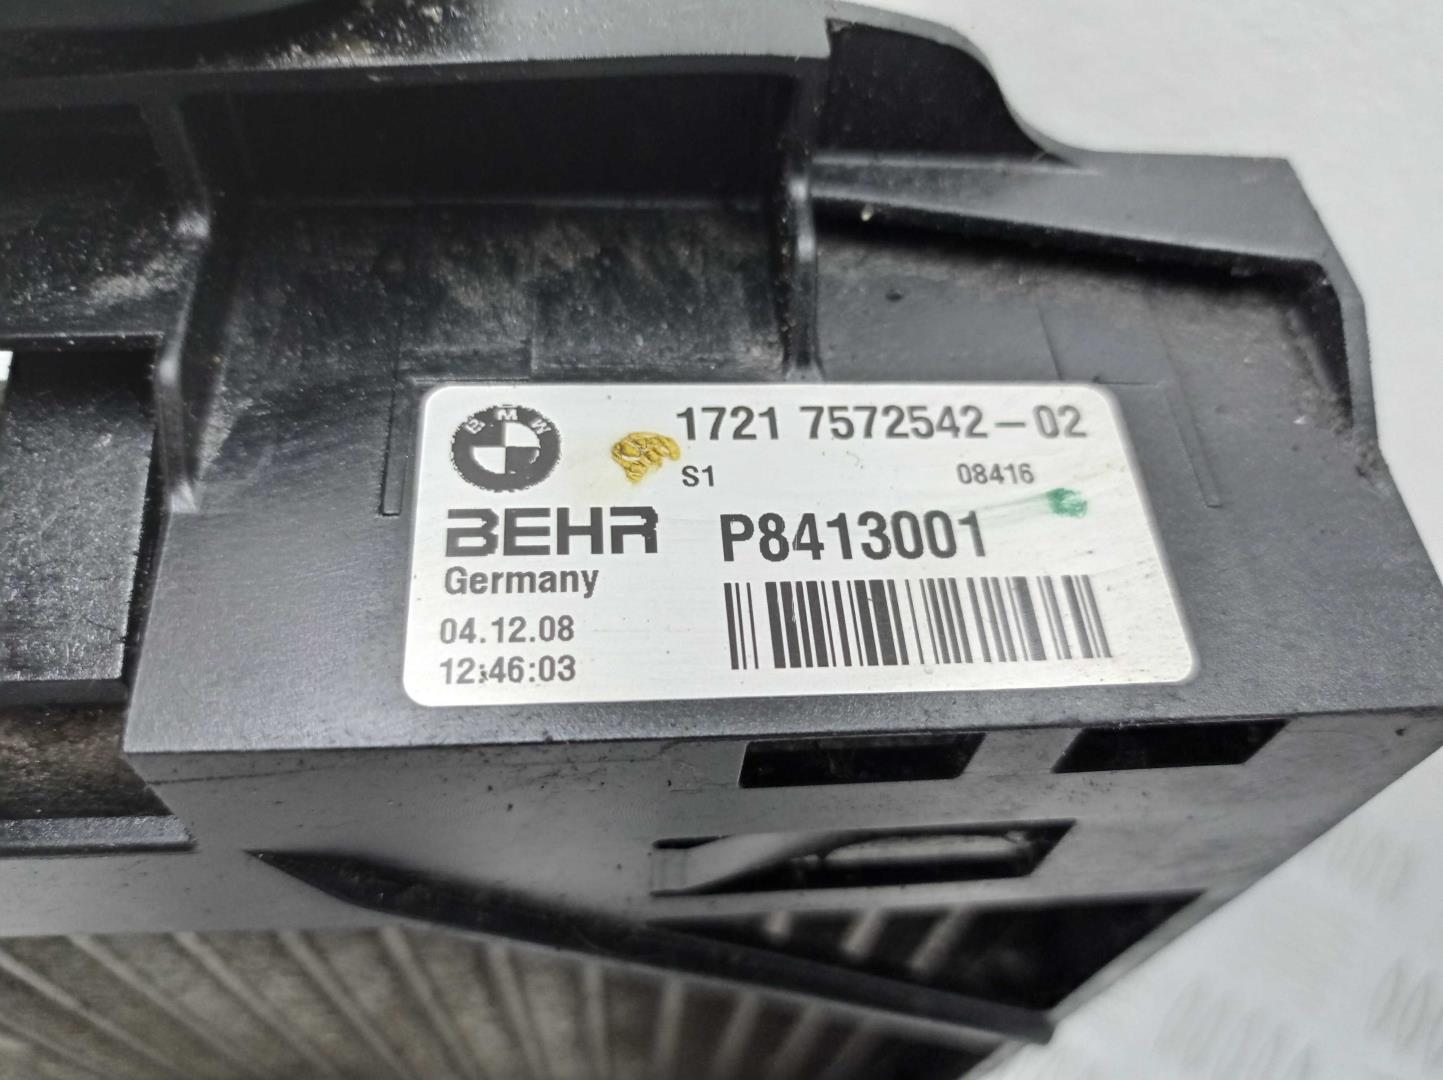 BMW
1721 7572542-02
S1 08416
BEHR P8413001
Germany
04.12.08
12:46:03